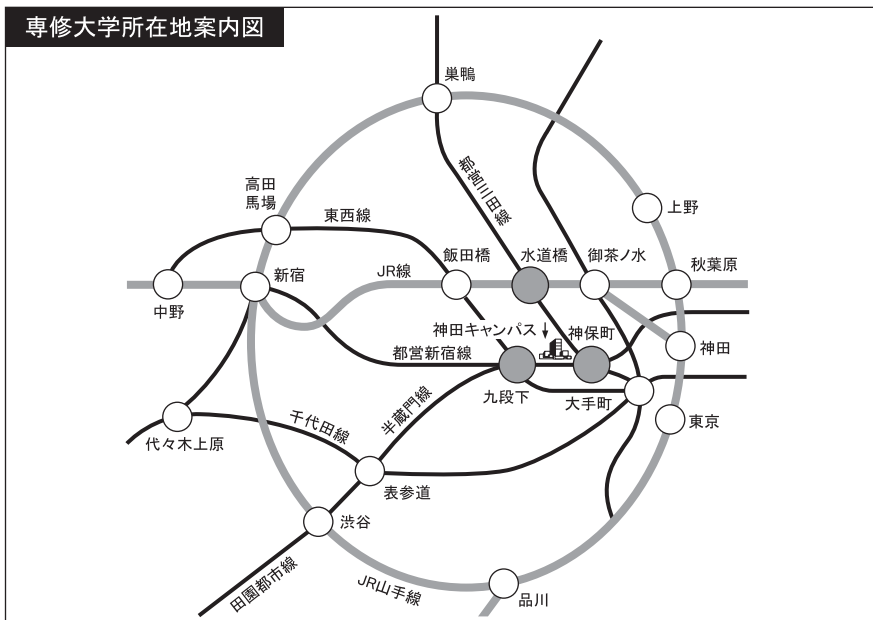 専修大学所在地案内図
巣鴨
都営三田線
高田
馬場
東西線
上野
飯田橋
水道橋
御茶ノ水
秋葉原
新宿
JR線
中野
神田キャンパス↓
神保町
神田
都営新宿線
九段下
大手町
東京
代々木上原
千代田線
半蔵門線
表参道
渋谷
田園都市線
JR山手線
品川